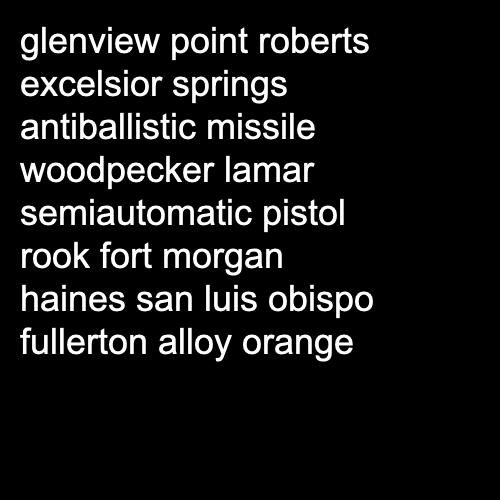 glenview point roberts
excelsior springs
antiballistic missile
woodpecker lamar
semiautomatic pistol
rook fort morgan
haines san luis obispo
fullerton alloy orange